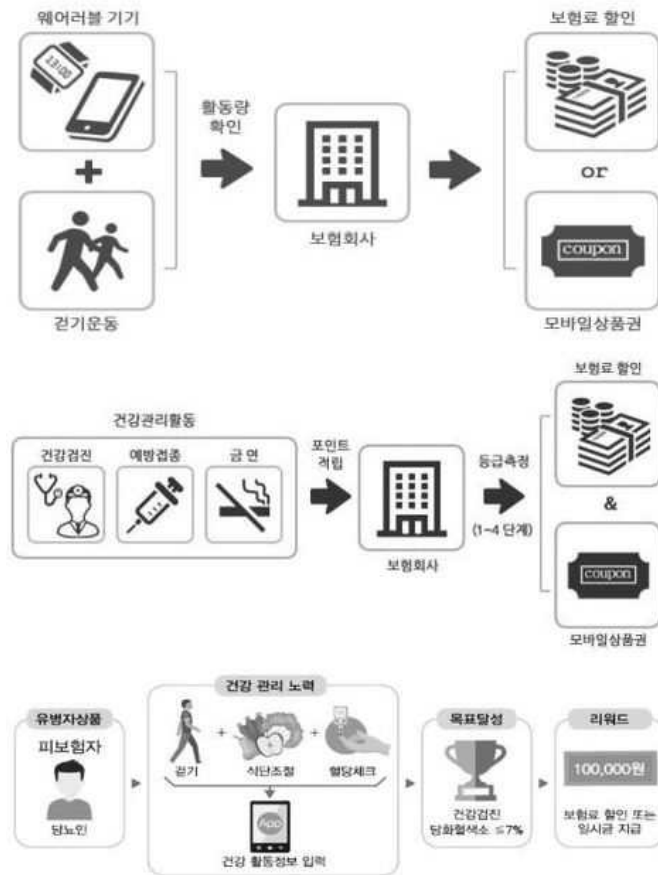 웨어러블 기기
13:00
걷기운동
활동량
확인
보험회사
보험료 할인
or
coupon
모바일상품권
건강관리활동
건강검진
예방접종
금 연
포인트
적립
보험회사
등급측정
(1~4 단계)
보험료 할인
&
coupon
모바일상품권
유병자상품
피보험자
당뇨인
건강 관리 노력
걷기
+
식단조절
+
혈당체크
App
건강 활동정보 입력
목표달성
건강검진
당화혈색소 ≤7%
리워드
100,000원
보험료 할인 또는
일시금 지급